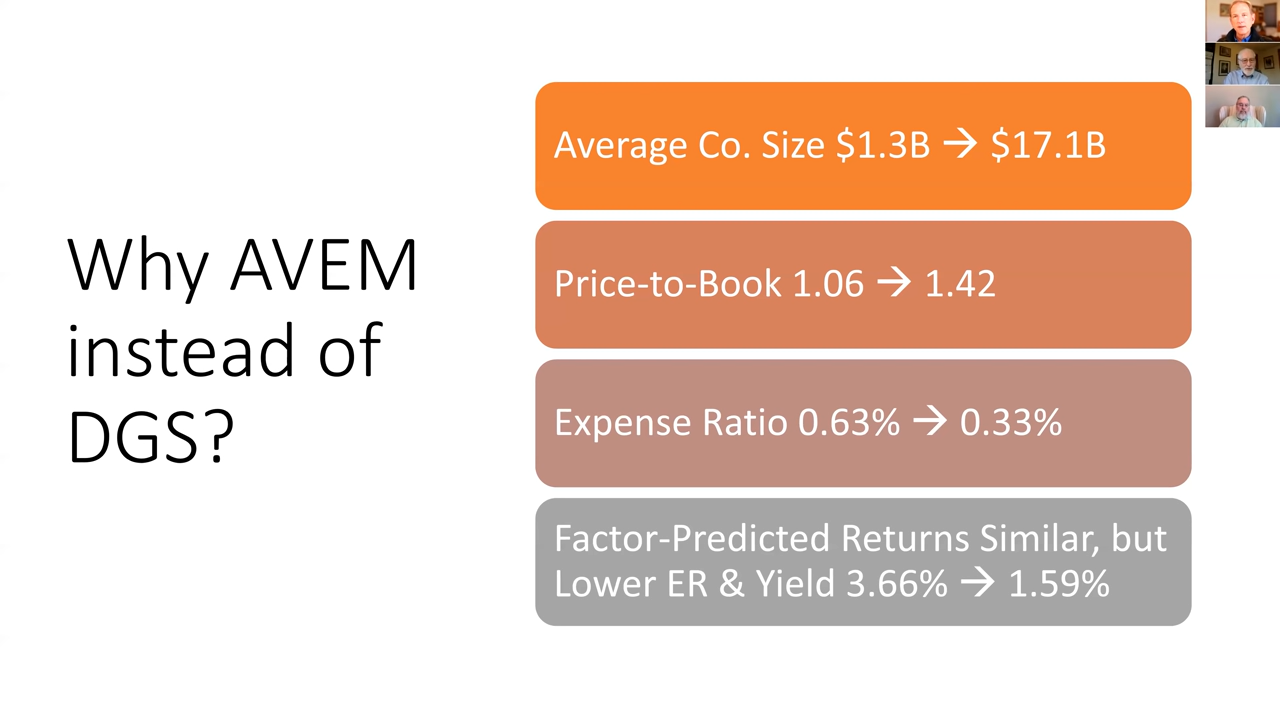 Why AVEM
instead of
DGS?
Average Co. Size $1.3B → $17.1B
Price-to-Book 1.06 → 1.42
Expense Ratio 0.63% → 0.33%
Factor-Predicted Returns Similar, but
Lower ER & Yield 3.66% → 1.59%